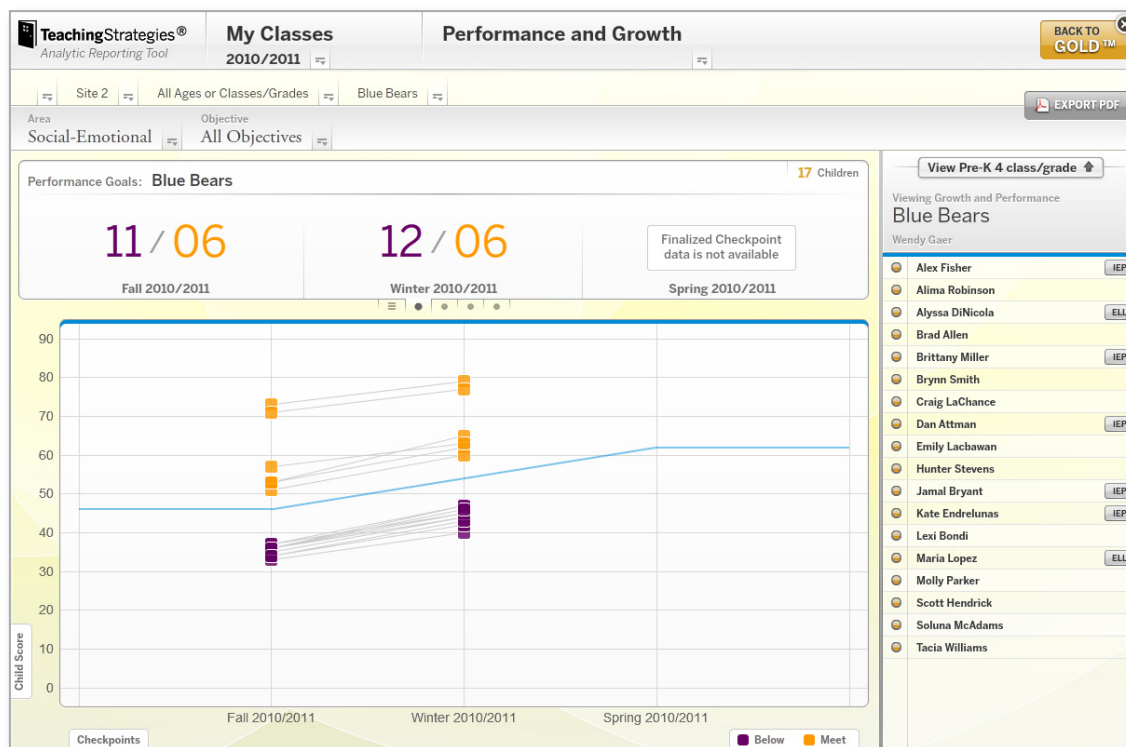 TeachingStrategies®
Analytic Reporting Tool
My Classes
2010/2011
Performance and Growth
BACK TO
GOLD™
Site 2
All Ages or Classes/Grades
Blue Bears
EXPORT PDF
Area
Social-Emotional
Objective
All Objectives
Performance Goals: Blue Bears
17 Children
11 / 06
Fall 2010/2011
12 / 06
Winter 2010/2011
Finalized Checkpoint
data is not available
Spring 2010/2011
90
80
70
60
50
40
30
20
10
0
Child Score
Fall 2010/2011
Winter 2010/2011
Spring 2010/2011
Checkpoints
Below
Meet
View Pre-K 4 class/grade
Viewing Growth and Performance
Blue Bears
Wendy Gaer
Alex Fisher IEP
Alima Robinson
Alyssa DiNicola ELL
Brad Allen
Brittany Miller IEP
Brynn Smith
Craig LaChance
Dan Attman IEP
Emily Lacbawan
Hunter Stevens
Jamal Bryant IEP
Kate Endrelunas IEP
Lexi Bondi
Maria Lopez ELL
Molly Parker
Scott Hendrick
Soluna McAdams
Tacia Williams